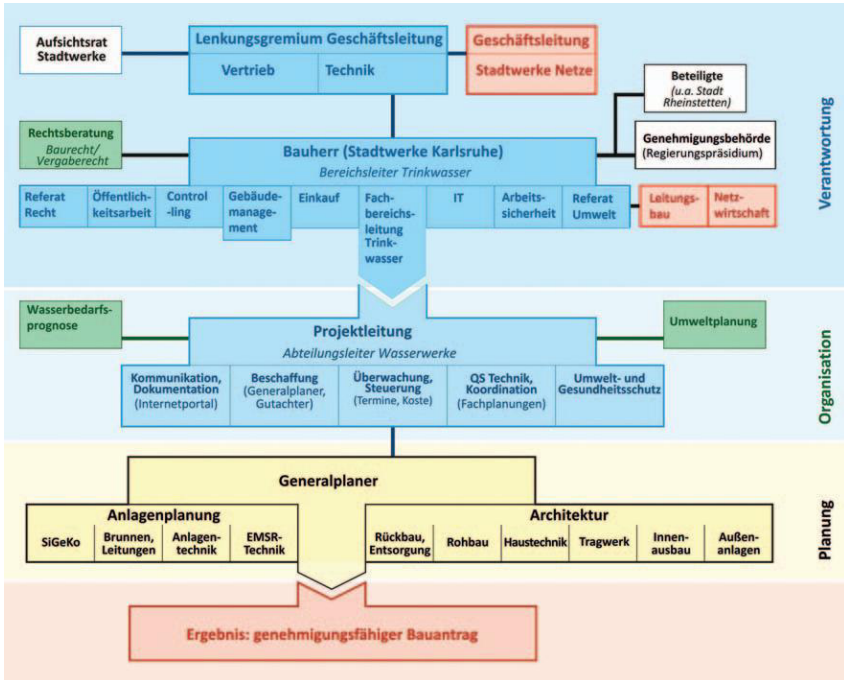 Aufsichtsrat
Stadtwerke
Lenkungsgremium Geschäftsleitung
Vertrieb
Technik
Geschäftsleitung
Stadtwerke Netze
Beteiligte
(u.a. Stadt
Rheinstetten)
Genehmigungsbehörde
(Regierungspräsidium)
Rechtsberatung
Baurecht/
Vergaberecht
Bauherr (Stadtwerke Karlsruhe)
Bereichsleiter Trinkwasser
Referat
Recht
Öffentlich-
keitsarbeit
Control
-ling
Gebäude-
manage-
ment
Einkauf
Fach-
bereichs-
leitung
Trink-
wasser
IT
Arbeits-
sicherheit
Referat
Umwelt
Leitungs-
bau
Netz-
wirtschaft
Verantwortung
Wasserbedarfs-
prognose
Projektleitung
Abteilungsleiter Wasserwerke
Umweltplanung
Kommunikation,
Dokumentation
(Internetportal)
Beschaffung
(Generalplaner,
Gutachter)
Überwachung,
Steuerung
(Termine, Koste)
QS Technik,
Koordination
(Fachplanungen)
Umwelt- und
Gesundheitsschutz
Organisation
Generalplaner
Anlagenplanung
SiGeKo
Brunnen,
Leitungen
Anlagen-
technik
EMSR-
Technik
Architektur
Rückbau,
Entsorgung
Rohbau
Haustechnik
Tragwerk
Innen-
ausbau
Außen-
anlagen
Planung
Ergebnis: genehmigungsfähiger Bauantrag